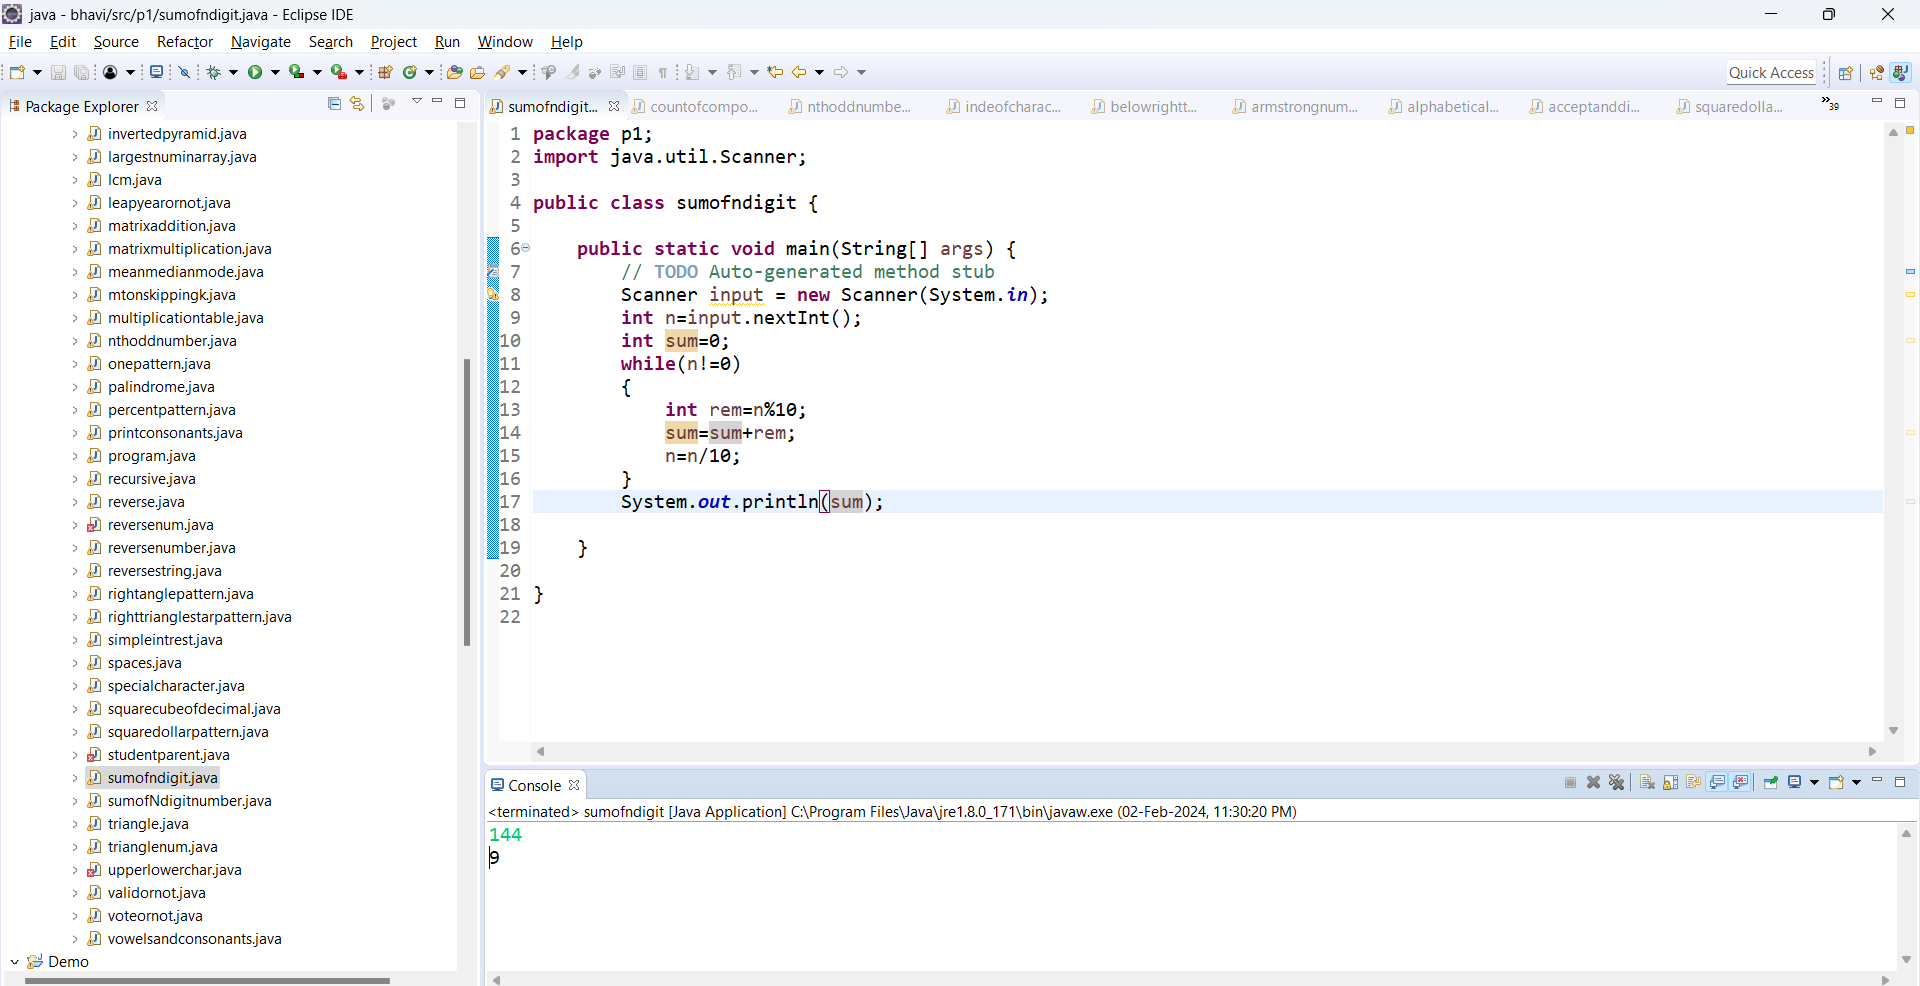 java - bhavi/src/p1/sumofndigit.java - Eclipse IDE
File Edit Source Refactor Navigate Search Project Run Window Help
Quick Access
Package Explorer
invertedpyramid.java
largestnuminarray.java
lcm.java
leapyearornot.java
matrixaddition.java
matrixmultiplication.java
meanmedianmode.java
mtonskippingk.java
multiplicationtable.java
nthoddnumber.java
onepattern.java
palindrome.java
percentpattern.java
printconsonants.java
program.java
recursive.java
reverse.java
reversenum.java
reversenumber.java
reversestring.java
rightanglepattern.java
righttrianglestarpattern.java
simpleintrest.java
spaces.java
specialcharacter.java
squarecubeofdecimal.java
squaredollarpattern.java
studentparent.java
sumofndigit.java
sumofNdigitnumber.java
triangle.java
trianglenum.java
upperlowerchar.java
validornot.java
voteornot.java
vowelsandconsonants.java
Demo
sumofndigit... countofcompo... nthoddnumbe... indeofcharac... belowrightt... armstrongnum... alphabetical... acceptanddi... squaredolla... »39
1 package p1;
2 import java.util.Scanner;
3
4 public class sumofndigit {
5
6 public static void main(String[] args) {
7 // TODO Auto-generated method stub
8 Scanner input = new Scanner(System.in);
9 int n=input.nextInt();
10 int sum=0;
11 while(n!=0)
12 {
13 int rem=n%10;
14 sum=sum+rem;
15 n=n/10;
16 }
17 System.out.println(sum);
18
19 }
20
21 }
22
Console
<terminated> sumofndigit [Java Application] C:\Program Files\Java\jre1.8.0_171\bin\javaw.exe (02-Feb-2024, 11:30:20 PM)
144
9